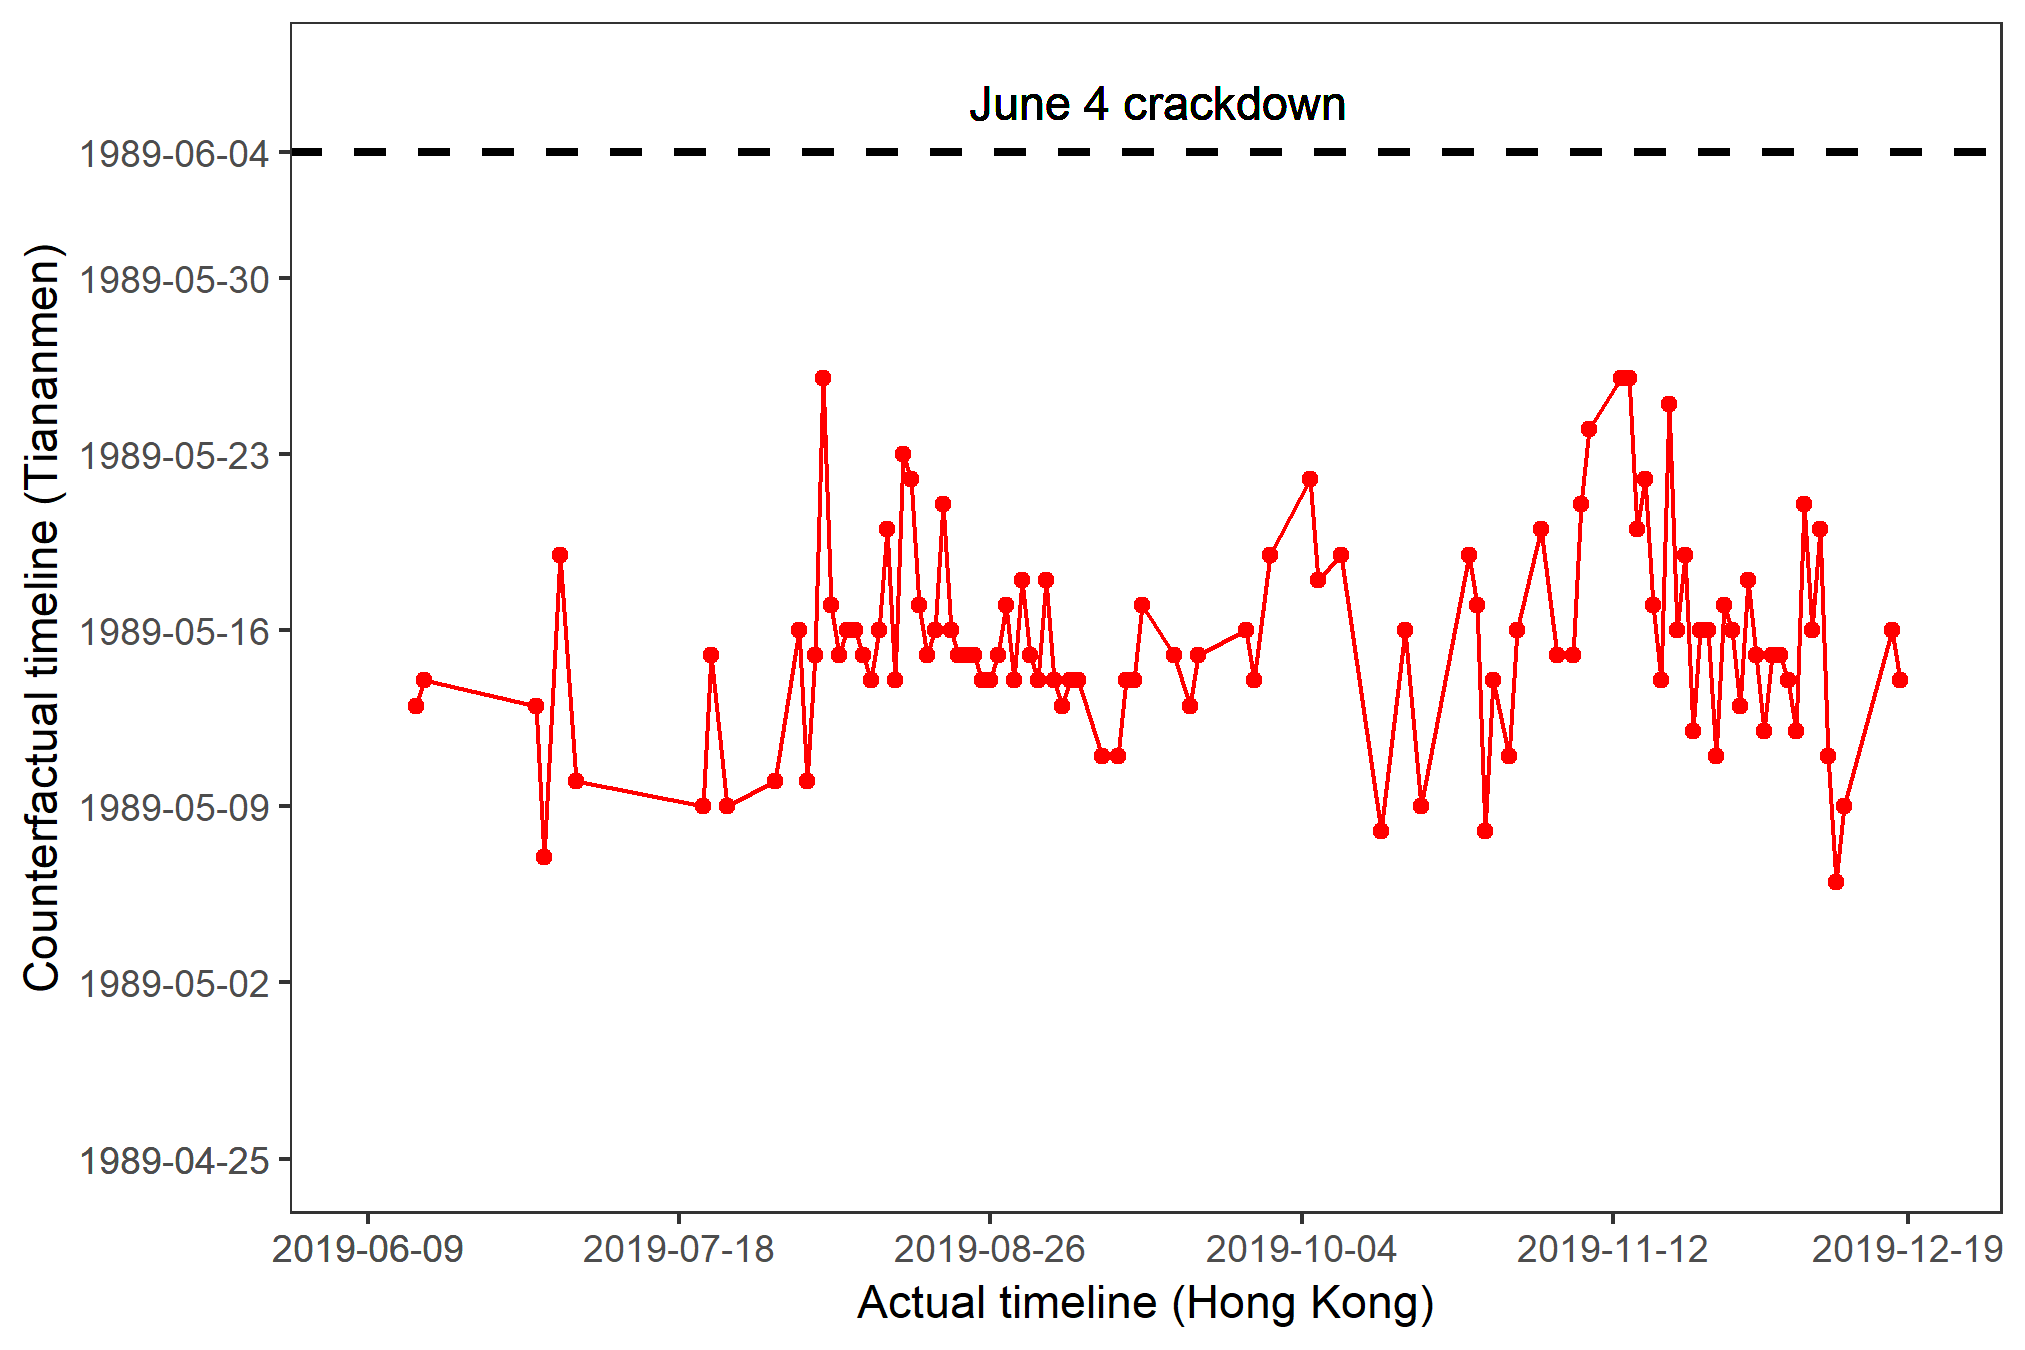 June 4 crackdown
1989-06-04
1989-05-30
1989-05-23
1989-05-16
1989-05-09
1989-05-02
1989-04-25
Counterfactual timeline (Tiananmen)
2019-06-09 2019-07-18 2019-08-26 2019-10-04 2019-11-12 2019-12-19
Actual timeline (Hong Kong)